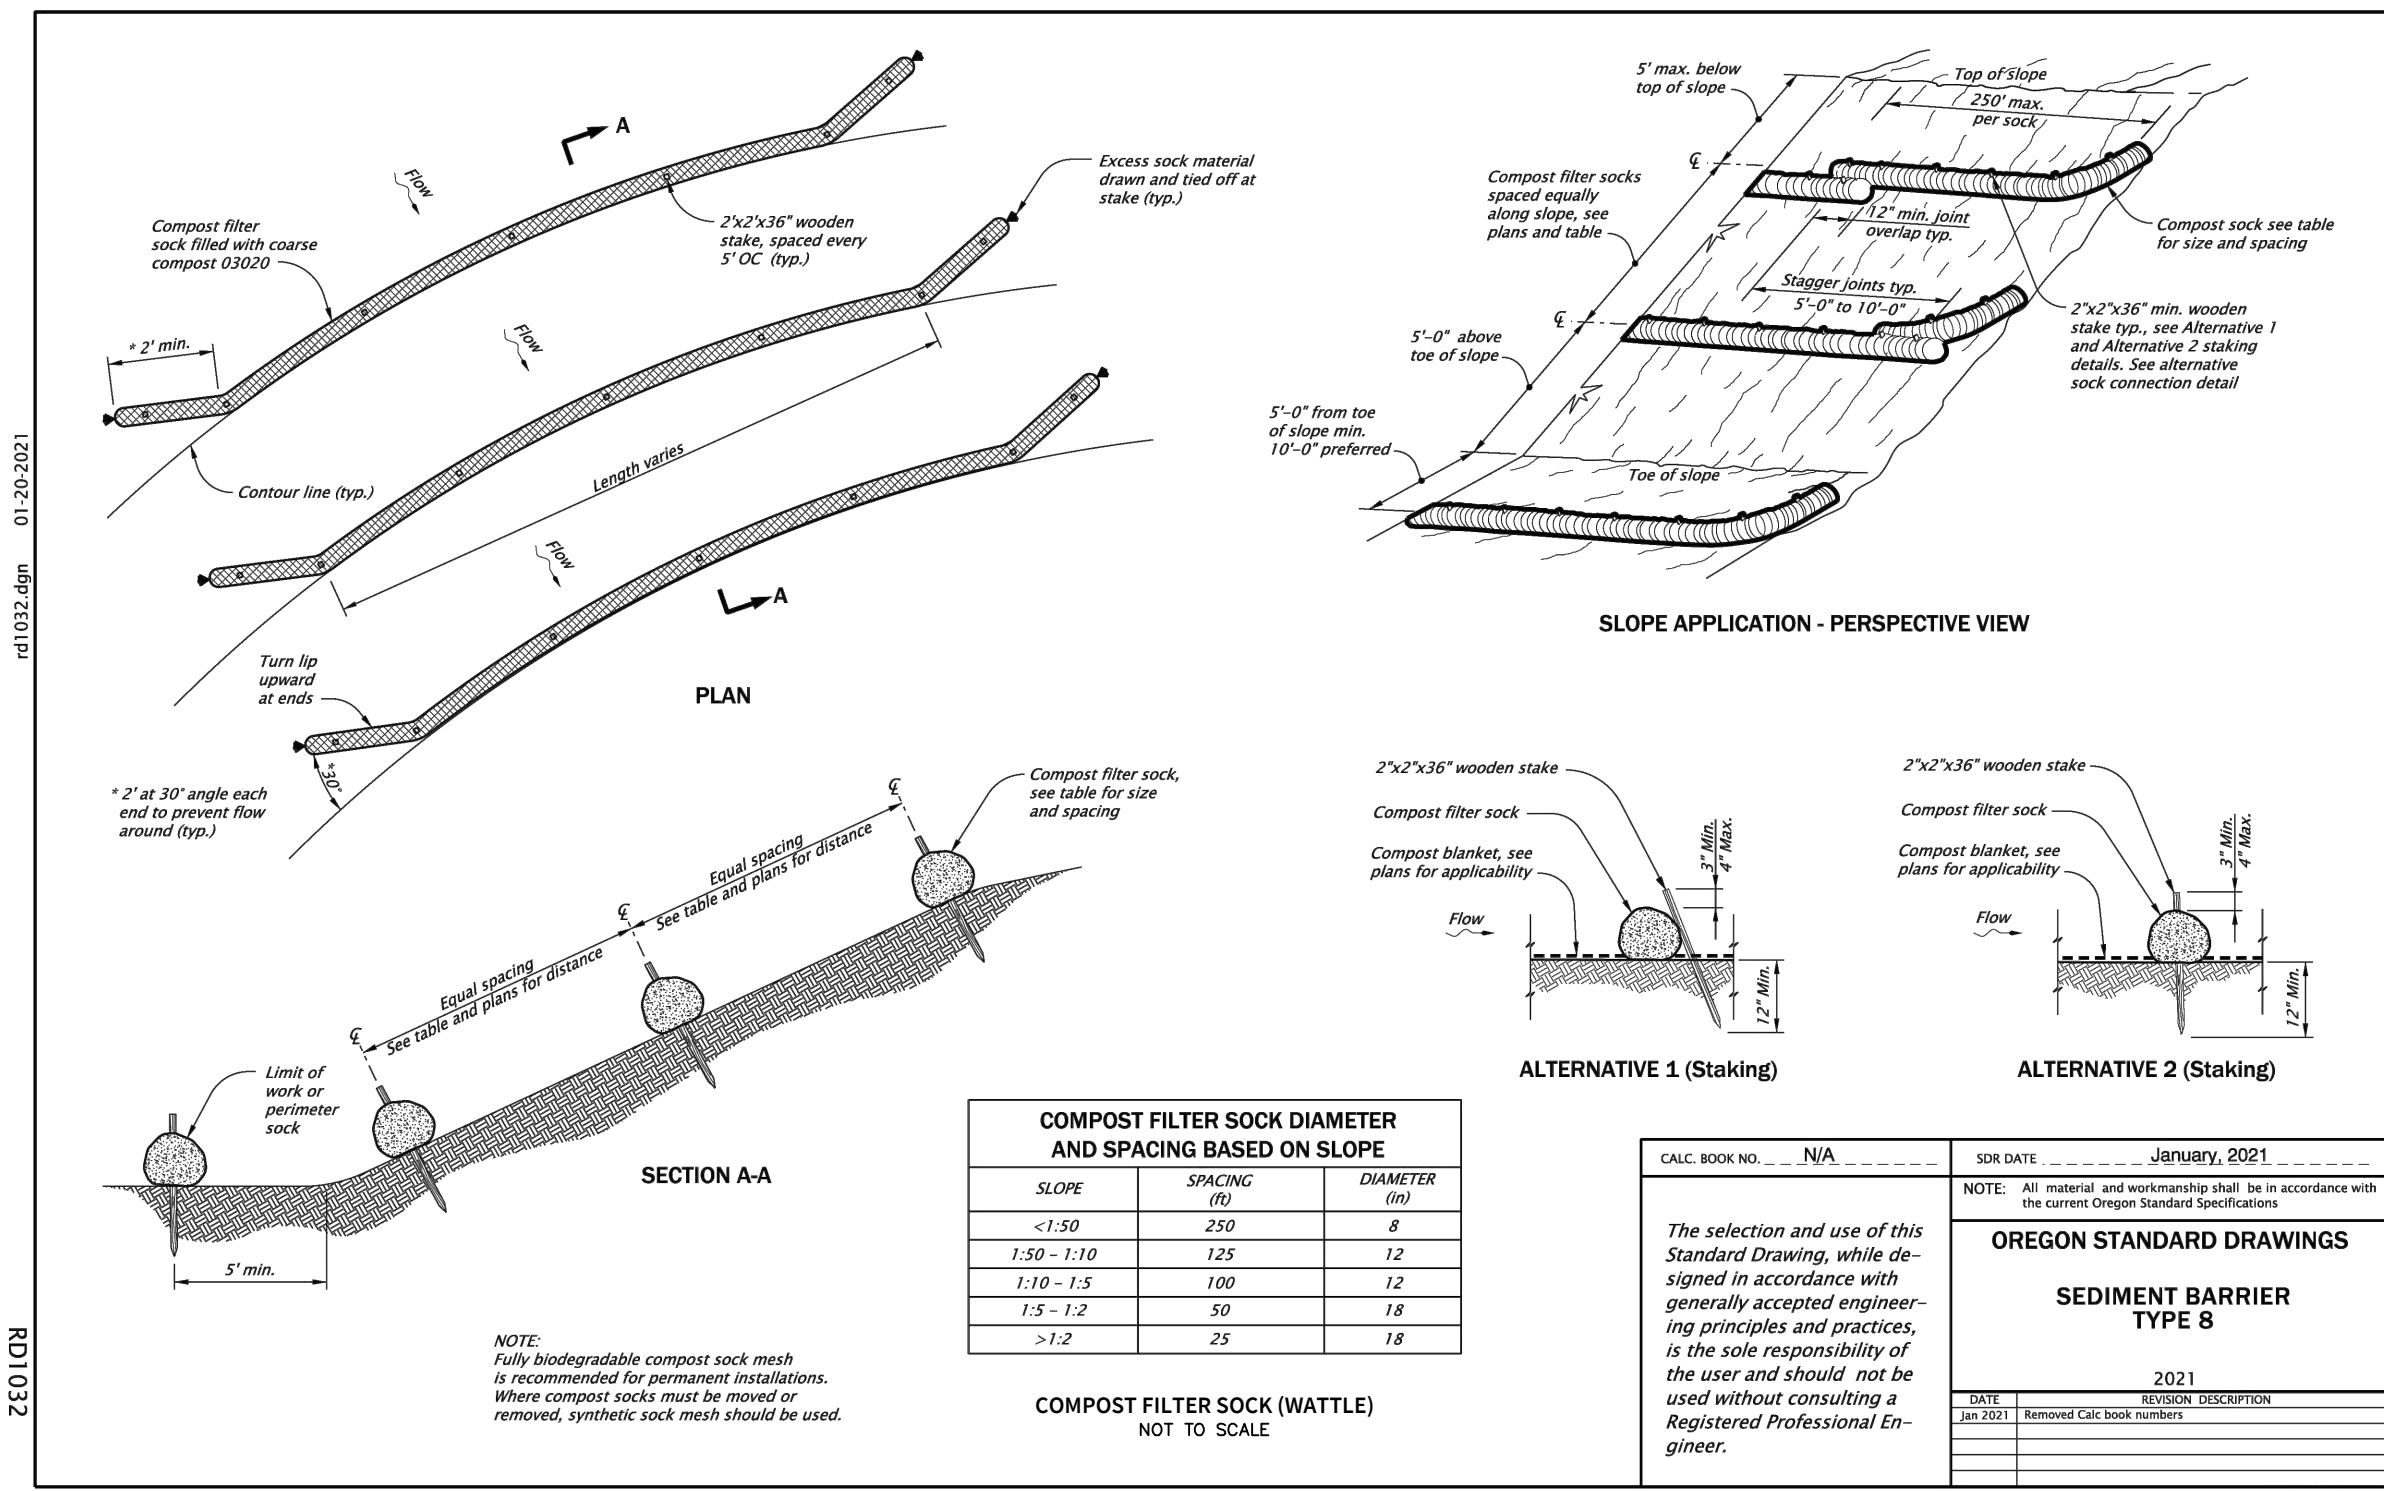 A
Flow
Excess sock material
drawn and tied off at
stake (typ.)
Compost filter
sock filled with coarse
compost 03020
2'x2'x36" wooden
stake, spaced every
5' OC (typ.)
* 2' min.
Flow
Contour line (typ.)
Length varies
Flow
A
Turn lip
upward
at ends
PLAN
*30°
* 2' at 30° angle each
end to prevent flow
around (typ.)
5' max. below
top of slope
Top of slope
250' max.
per sock
℄
Compost filter socks
spaced equally
along slope, see
plans and table
12" min. joint
overlap typ.
Compost sock see table
for size and spacing
Stagger joints typ.
5'-0" to 10'-0"
℄
2"x2"x36" min. wooden
stake typ., see Alternative 1
and Alternative 2 staking
details. See alternative
sock connection detail
5'-0" above
toe of slope
5'-0" from toe
of slope min.
10'-0" preferred
Toe of slope
SLOPE APPLICATION - PERSPECTIVE VIEW
℄
Compost filter sock,
see table for size
and spacing
Equal spacing
See table and plans for distance
℄
Equal spacing
See table and plans for distance
℄
Limit of
work or
perimeter
sock
5' min.
SECTION A-A
2"x2"x36" wooden stake
Compost filter sock
Compost blanket, see
plans for applicability
3" Min.
4" Max.
Flow
12" Min.
ALTERNATIVE 1 (Staking)
2"x2"x36" wooden stake
Compost filter sock
Compost blanket, see
plans for applicability
3" Min.
4" Max.
Flow
12" Min.
ALTERNATIVE 2 (Staking)
COMPOST FILTER SOCK DIAMETER
AND SPACING BASED ON SLOPE
SLOPE SPACING (ft) DIAMETER (in)
<1:50 250 8
1:50 - 1:10 125 12
1:10 - 1:5 100 12
1:5 - 1:2 50 18
>1:2 25 18
NOTE:
Fully biodegradable compost sock mesh
is recommended for permanent installations.
Where compost socks must be moved or
removed, synthetic sock mesh should be used.
COMPOST FILTER SOCK (WATTLE)
NOT TO SCALE
CALC. BOOK NO. N/A
SDR DATE January, 2021
NOTE: All material and workmanship shall be in accordance with
the current Oregon Standard Specifications
The selection and use of this
Standard Drawing, while de-
signed in accordance with
generally accepted engineer-
ing principles and practices,
is the sole responsibility of
the user and should not be
used without consulting a
Registered Professional En-
gineer.
OREGON STANDARD DRAWINGS
SEDIMENT BARRIER
TYPE 8
2021
DATE REVISION DESCRIPTION
Jan 2021 Removed Calc book numbers
rd1032.dgn 01-20-2021
RD1032